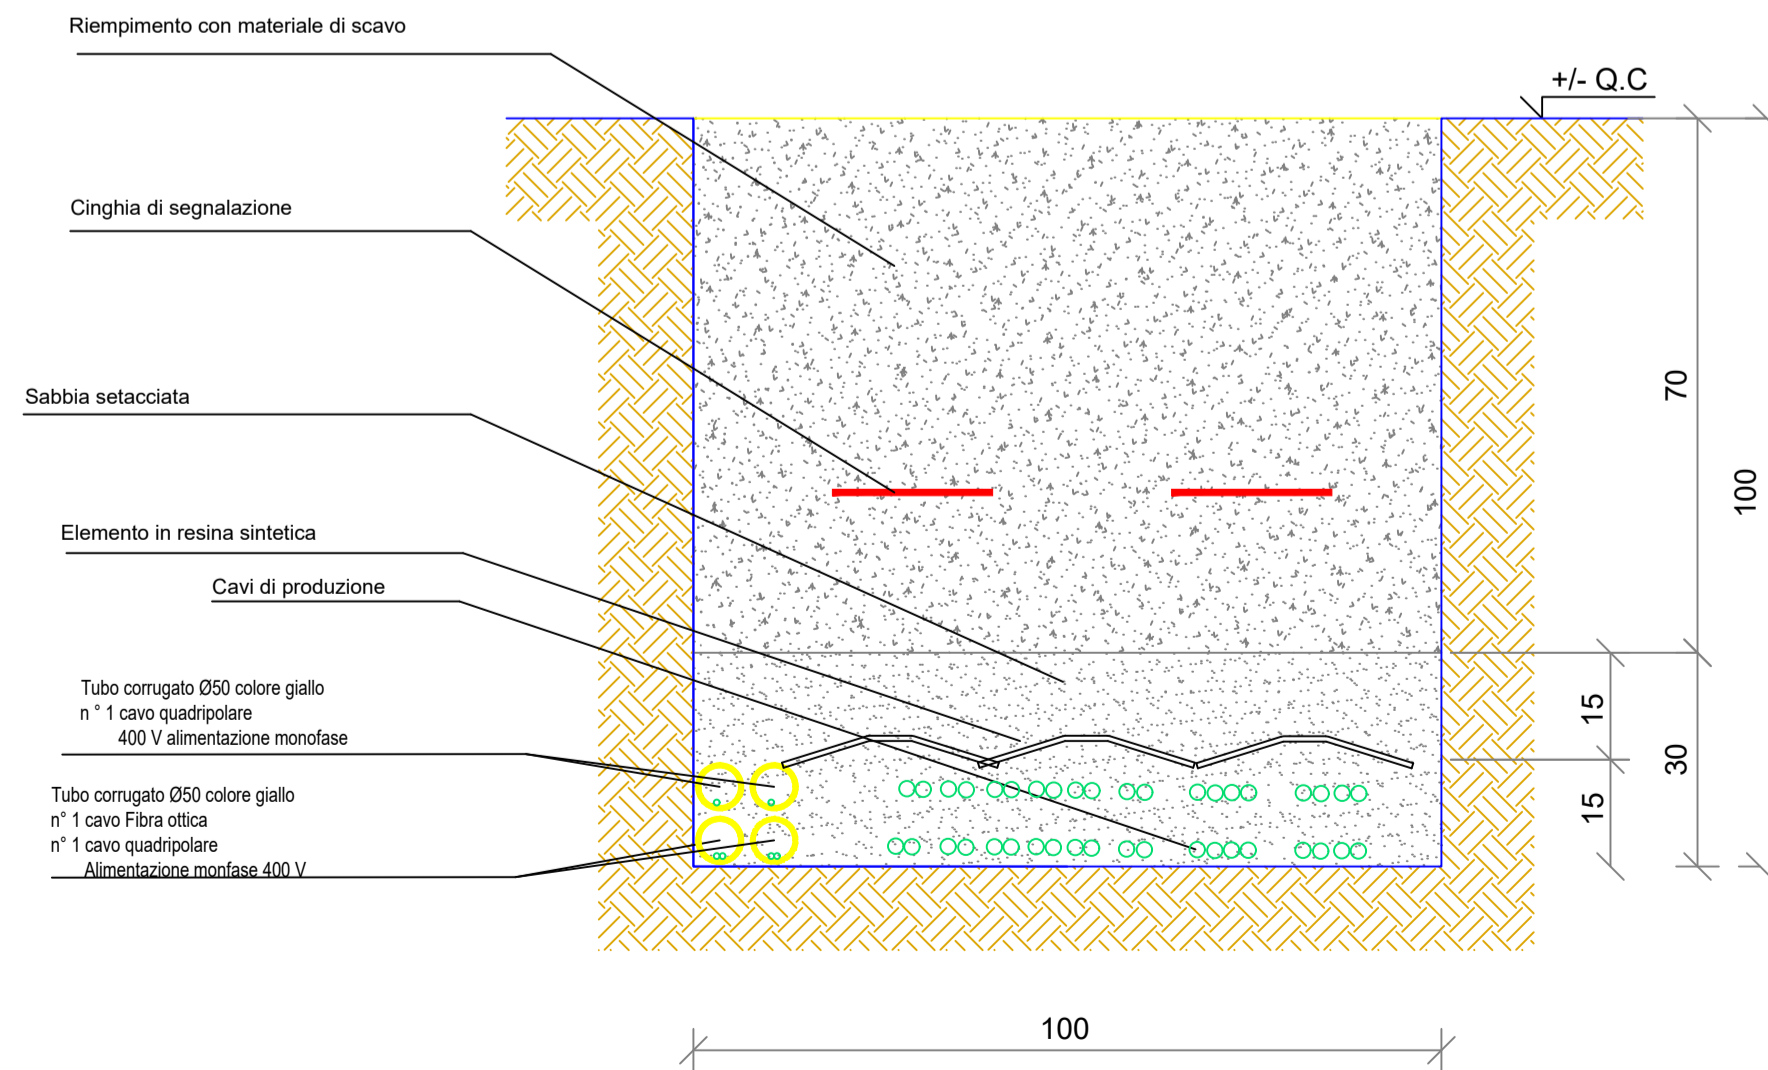 Riempimento con materiale di scavo
+/- Q.C
Cinghia di segnalazione
Sabbia setacciata
70
100
Elemento in resina sintetica
Cavi di produzione
Tubo corrugato Ø50 colore giallo
n ° 1 cavo quadripolare
400 V alimentazione monofase
15
30
15
Tubo corrugato Ø50 colore giallo
n° 1 cavo Fibra ottica
n° 1 cavo quadripolare
Alimentazione monfase 400 V
100